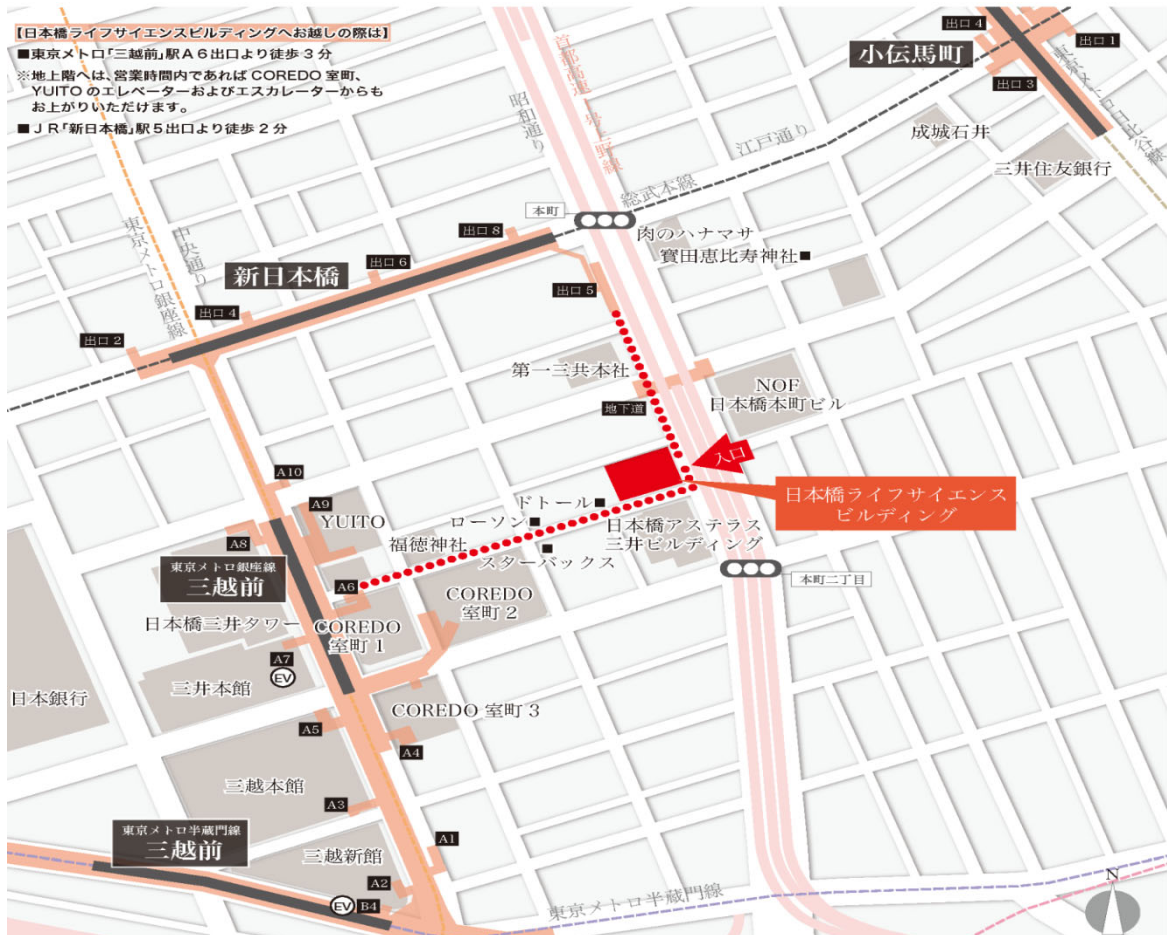 【日本橋ライフサイエンスビルディングへお越しの際は】
■東京メトロ「三越前」駅A6出口より徒歩3分
※地上階へは、営業時間内であればCOREDO室町、
YUITOのエレベーターおよびエスカレーターからも
お上がりいただけます。
■JR「新日本橋」駅5出口より徒歩2分
首都高速一号上野線
昭和通り
出口4
出口1
小伝馬町
出口3
東京メトロ日比谷線
江戸通り
成城石井
三井住友銀行
総武本線
本町
肉のハナマサ
寶田恵比寿神社■
東京メトロ銀座線
中央通り
出口8
出口6
新日本橋
出口5
出口4
出口2
第一三共本社
地下道
NOF
日本橋本町ビル
入口
日本橋ライフサイエンス
ビルディング
A10
A9
YUITO
A8
ドトール■
ローソン■
福徳神社
スターバックス
日本橋アステラス
三井ビルディング
本町二丁目
東京メトロ銀座線
三越前
A6
COREDO
室町2
日本橋三井タワー
COREDO
室町1
A7
EV
三井本館
日本銀行
COREDO 室町3
A5
A4
三越本館
A3
東京メトロ半蔵門線
三越前
A1
三越新館
A2
EV
B4
東京メトロ半蔵門線
N